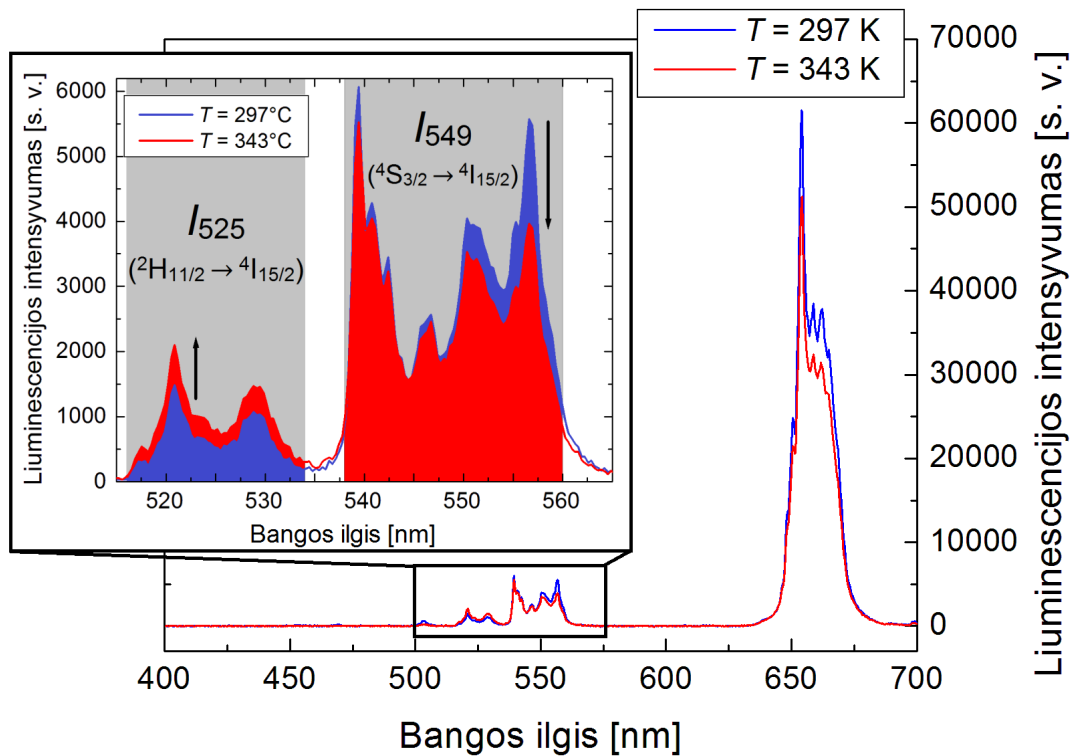 T = 297 K
T = 343 K
Liuminescencijos intensyvumas [s. v.]
6000
5000
4000
3000
2000
1000
0
T = 297°C
T = 343°C
I525
(2H11/2 → 4I15/2)
I549
(4S3/2 → 4I15/2)
520 530 540 550 560
Bangos ilgis [nm]
70000
60000
50000
40000
30000
20000
10000
0
Liuminescencijos intensyvumas [s. v.]
400 450 500 550 600 650 700
Bangos ilgis [nm]